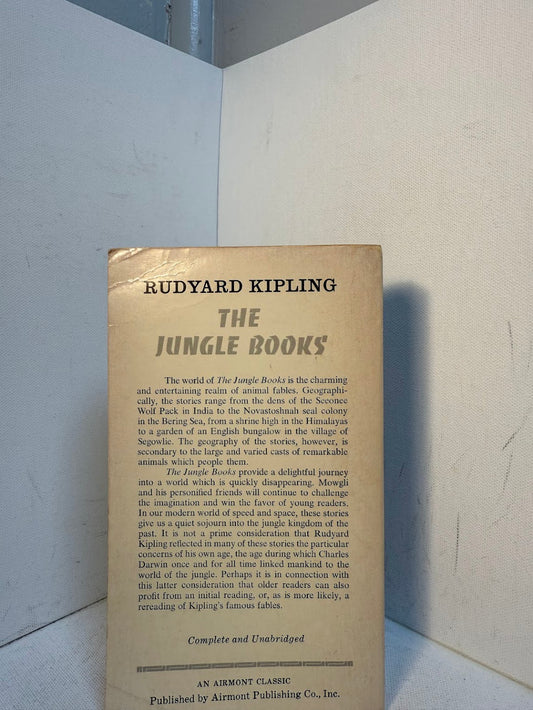 RUDYARD KIPLING
THE
JUNGLE BOOKS
The world of The Jungle Books is the charming
and entertaining realm of animal fables. Geographi-
cally, the stories range from the dens of the Seeonee
Wolf Pack in India to the Novastoshnah seal colony
in the Bering Sea, from a shrine high in the Himalayas
to a garden of an English bungalow in the village of
Segowlie. The geography of the stories, however, is
secondary to the large and varied casts of remarkable
animals which people them.
The Jungle Books provide a delightful journey
into a world which is quickly disappearing. Mowgli
and his personified friends will continue to challenge
the imagination and win the favor of young readers.
In our modern world of speed and space, these stories
give us a quiet sojourn into the jungle kingdom of the
past. It is not a prime consideration that Rudyard
Kipling reflected in many of these stories the particular
concerns of his own age, the age during which Charles
Darwin once and for all time linked mankind to the
world of the jungle. Perhaps it is in connection with
this latter consideration that older readers can also
profit from an initial reading, or, as is more likely, a
rereading of Kipling's famous fables.
Complete and Unabridged
AN AIRMONT CLASSIC
Published by Airmont Publishing Co., Inc.